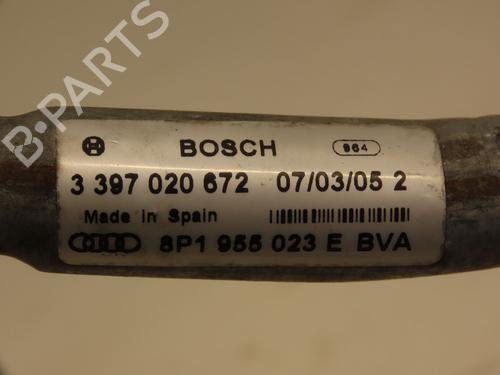 B-PARTS
BOSCH 964
3 397 020 672 07/03/05 2
Made in Spain
8P1 955 023 E BVA